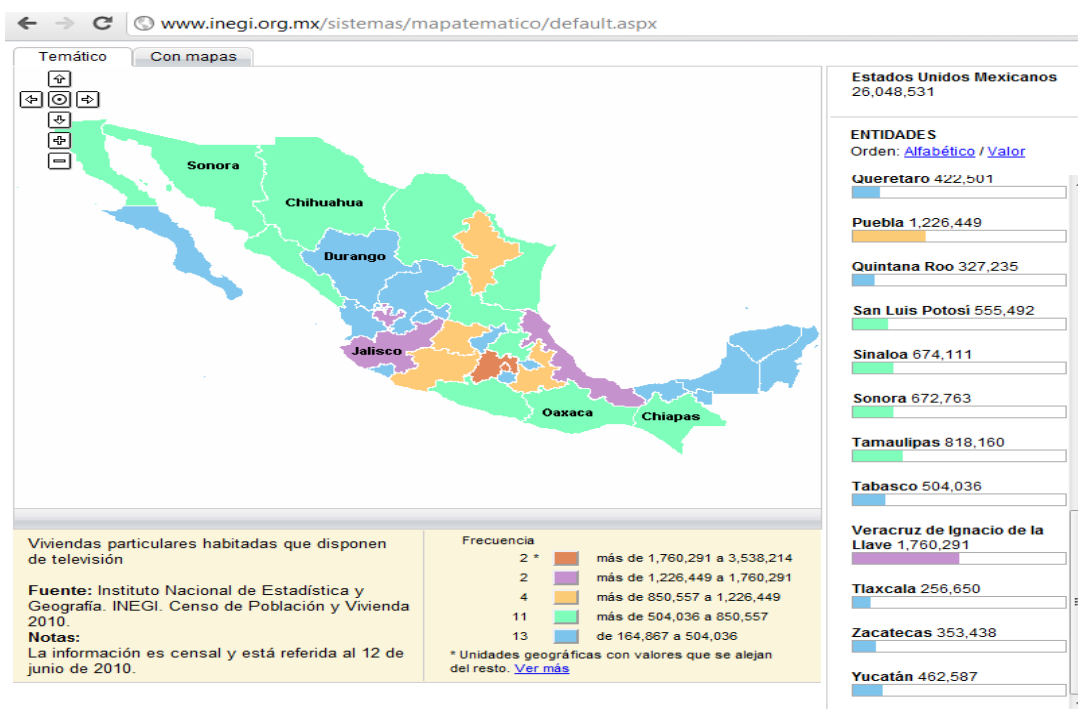 www.inegi.org.mx/sistemas/mapatematico/default.aspx
Temático
Con mapas
Sonora
Chihuahua
Durango
Jalisco
Oaxaca
Chiapas
Viviendas particulares habitadas que disponen
de televisión
Fuente: Instituto Nacional de Estadística y
Geografía. INEGI. Censo de Población y Vivienda
2010.
Notas:
La información es censal y está referida al 12 de
junio de 2010.
Frecuencia
2 * más de 1,760,291 a 3,538,214
2 más de 1,226,449 a 1,760,291
4 más de 850,557 a 1,226,449
11 más de 504,036 a 850,557
13 de 164,867 a 504,036
* Unidades geográficas con valores que se alejan
del resto. Ver más
Estados Unidos Mexicanos
26,048,531
ENTIDADES
Orden: Alfabético / Valor
Querétaro 422,501
Puebla 1,226,449
Quintana Roo 327,235
San Luis Potosí 555,492
Sinaloa 674,111
Sonora 672,763
Tamaulipas 818,160
Tabasco 504,036
Veracruz de Ignacio de la
Llave 1,760,291
Tlaxcala 256,650
Zacatecas 353,438
Yucatán 462,587